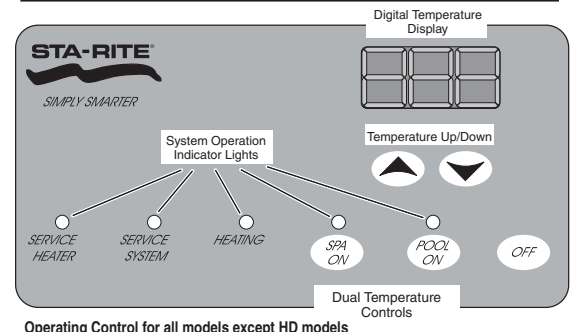 Digital Temperature
Display
STA-RITE®
SIMPLY SMARTER
System Operation
Indicator Lights
Temperature Up/Down
SERVICE
HEATER
SERVICE
SYSTEM
HEATING
SPA
ON
POOL
ON
OFF
Dual Temperature
Controls
Operating Control for all models except HD models